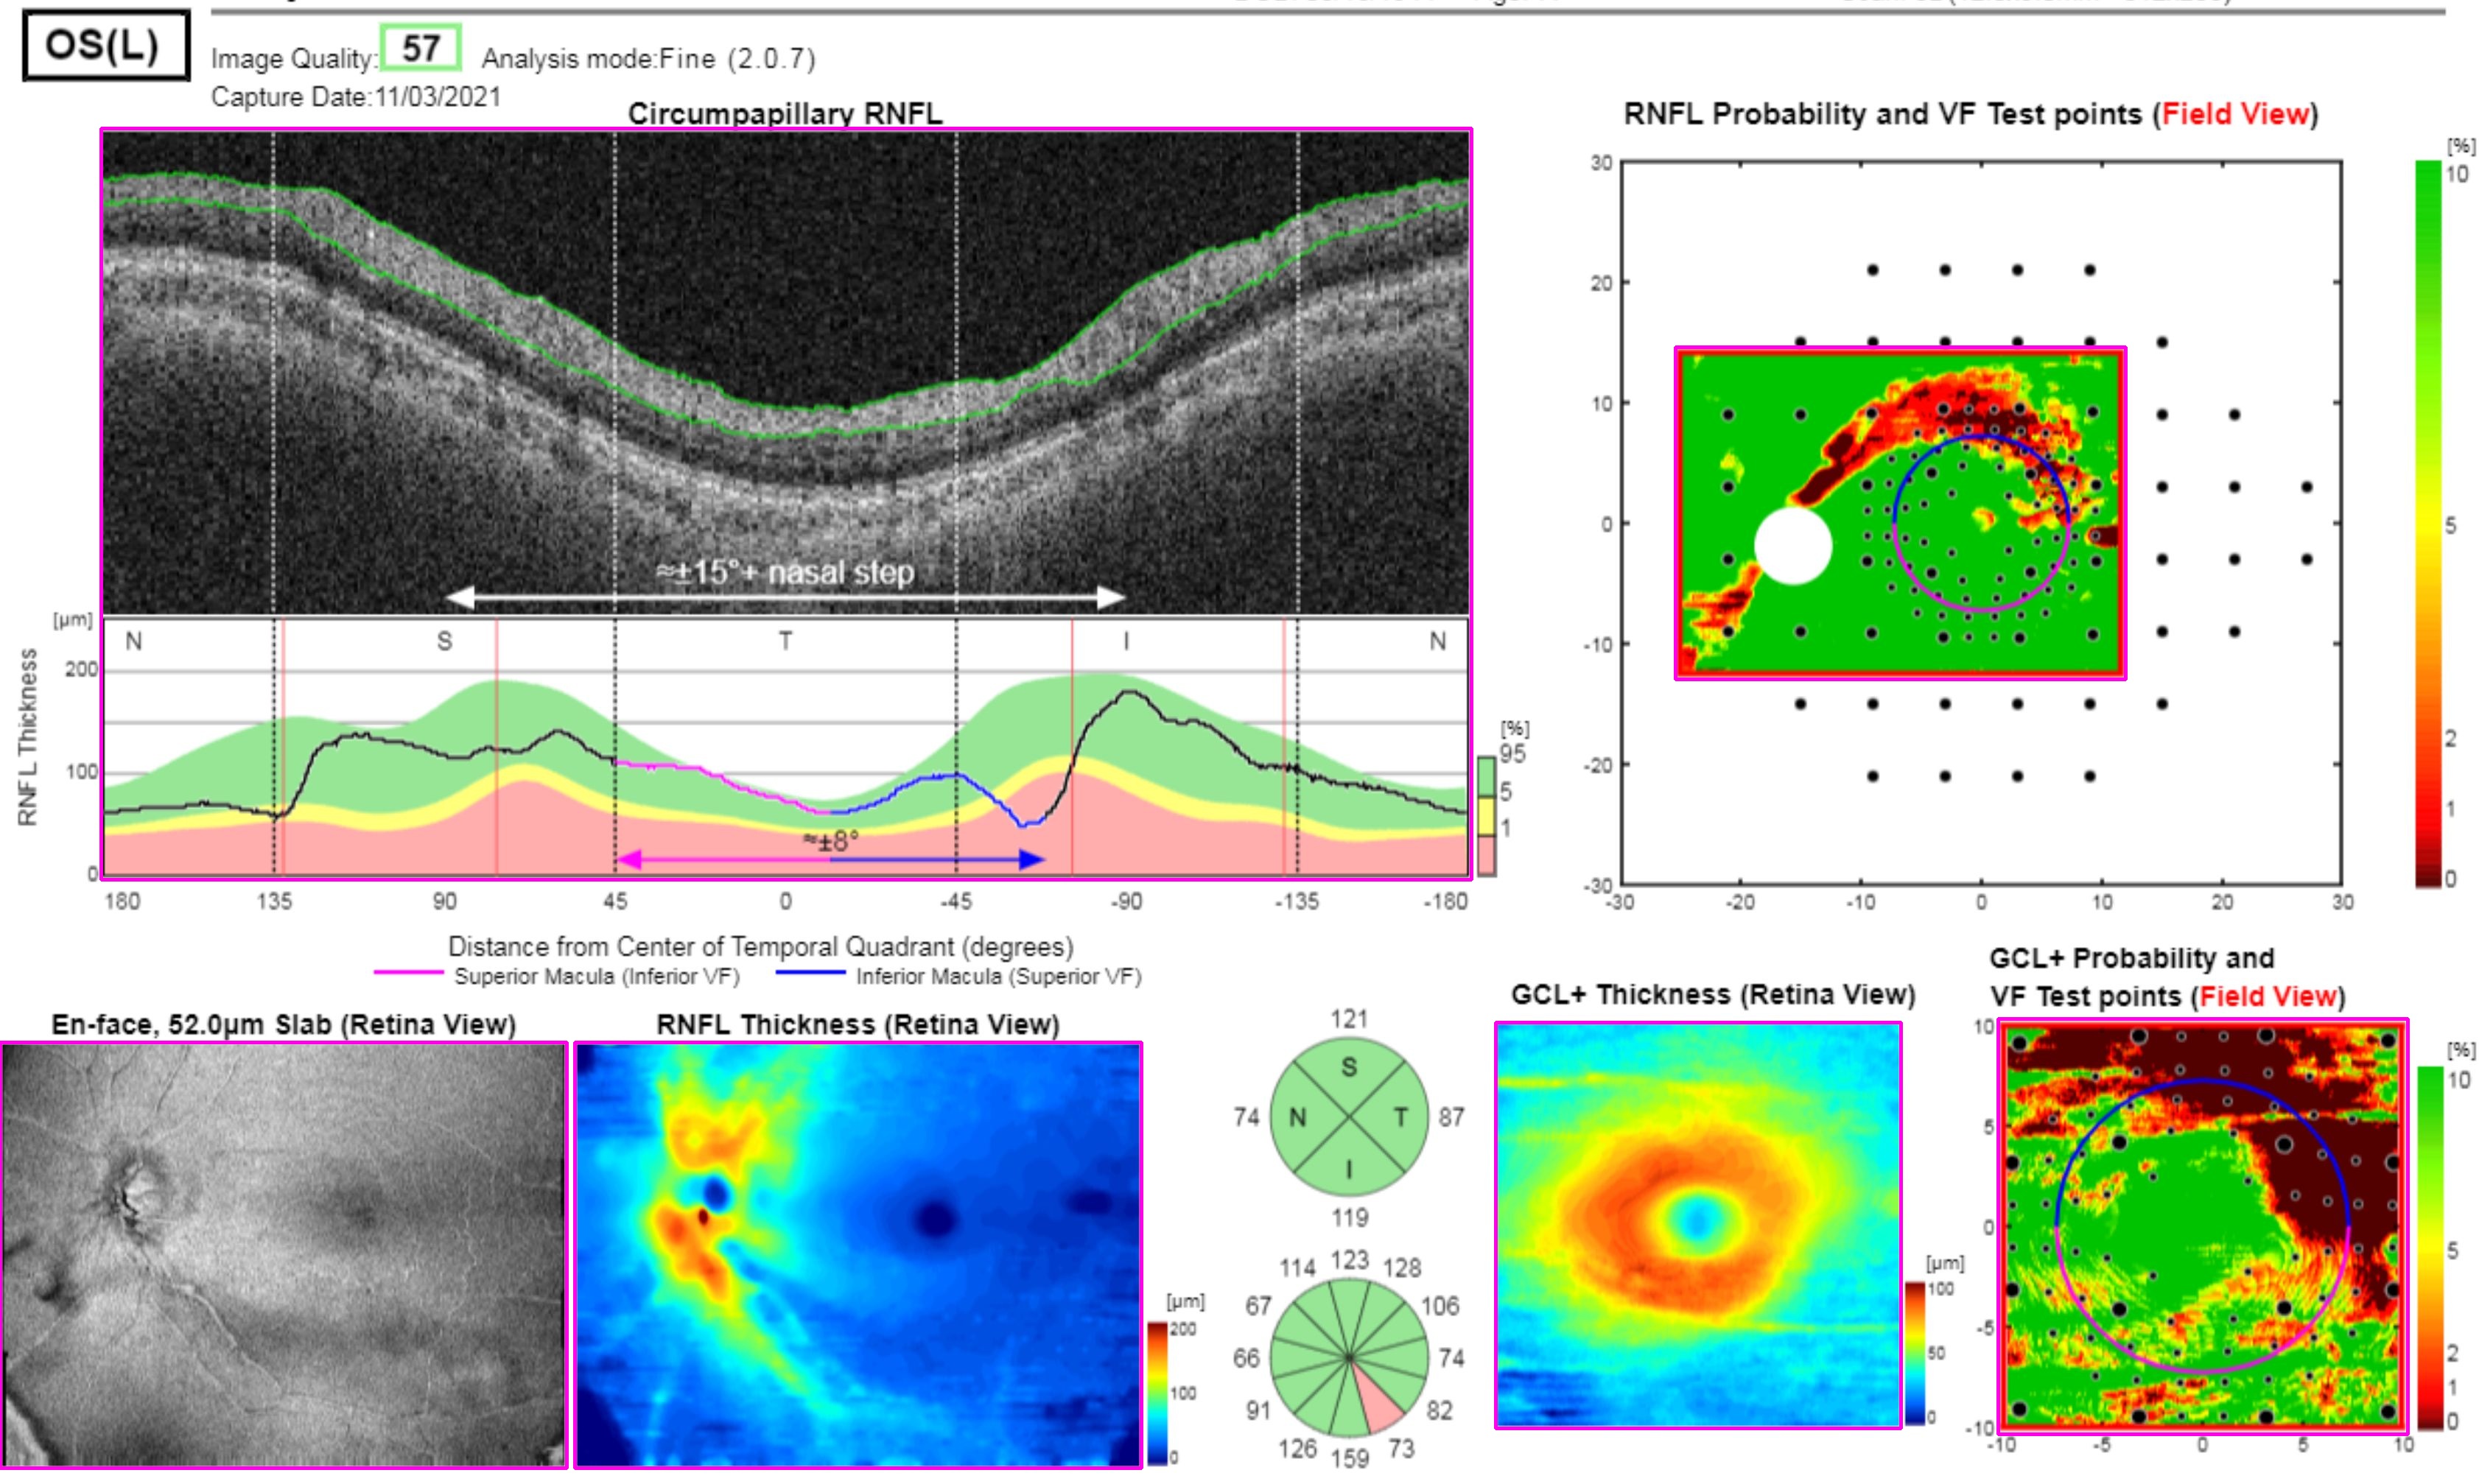 OS(L)
Image Quality: 57 Analysis mode:Fine (2.0.7)
Capture Date:11/03/2021
Circumpapillary RNFL
≈±15°+ nasal step
[μm]
N S T I N
RNFL Thickness
200
100
0
≈±8°
[%]
95
5
1
180 135 90 45 0 -45 -90 -135 -180
Distance from Center of Temporal Quadrant (degrees)
Superior Macula (Inferior VF) Inferior Macula (Superior VF)
RNFL Probability and VF Test points (Field View)
30
20
10
0
-10
-20
-30
-30 -20 -10 0 10 20 30
[%]
10
5
2
1
0
En-face, 52.0μm Slab (Retina View)
RNFL Thickness (Retina View)
[μm]
200
100
0
121
S
74 N T 87
I
119
114 123 128
67 106
66 74
91 82
126 159 73
GCL+ Thickness (Retina View)
[μm]
100
50
0
GCL+ Probability and
VF Test points (Field View)
10
5
0
-5
-10
-10 -5 0 5 10
[%]
10
5
2
1
0